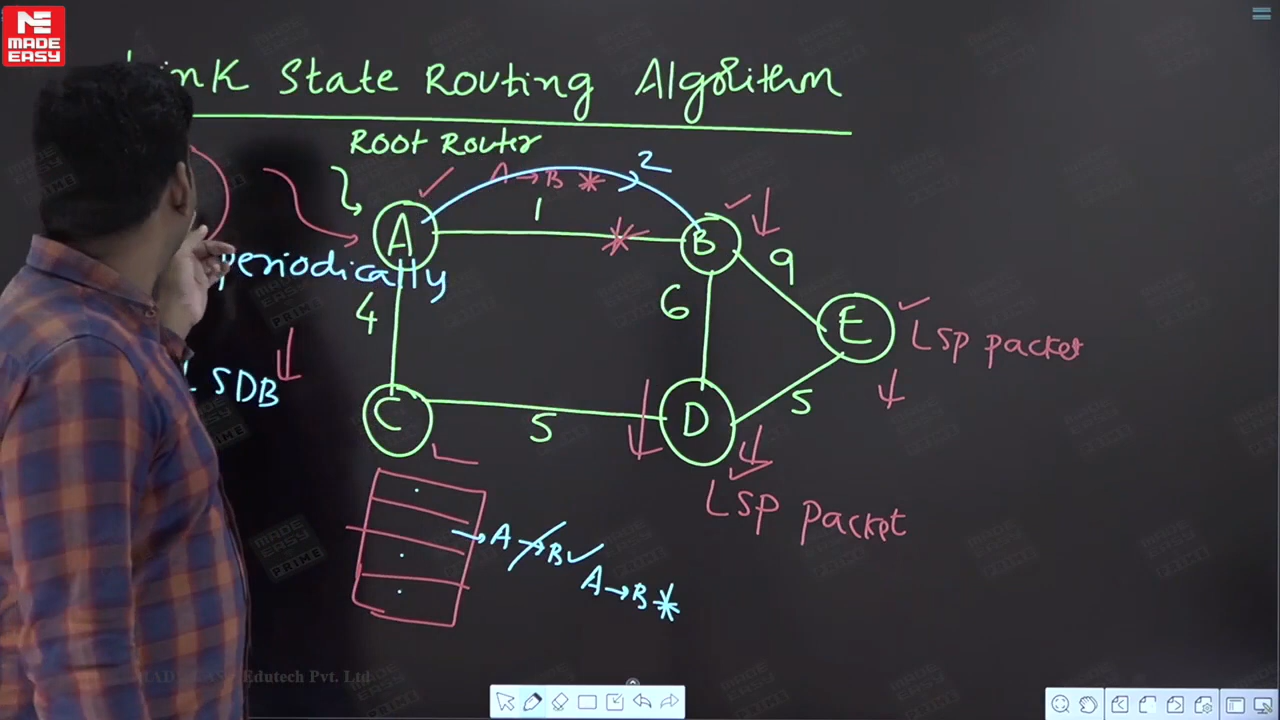 ME
MADE
EASY
Link State Routing Algorithm
Root Router
A → B *
2
A
1
B
9
periodically
4
6
E
LSP packet
LSDB
C
5
D
5
LSP packet
A → B
A → B *
Edutech Pvt. Ltd